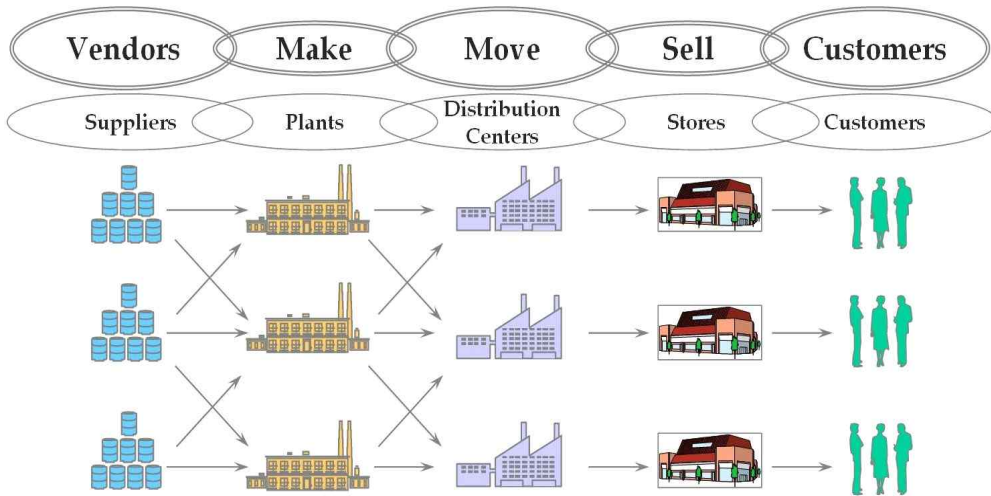 Vendors
Make
Move
Sell
Customers
Suppliers
Plants
Distribution
Centers
Stores
Customers